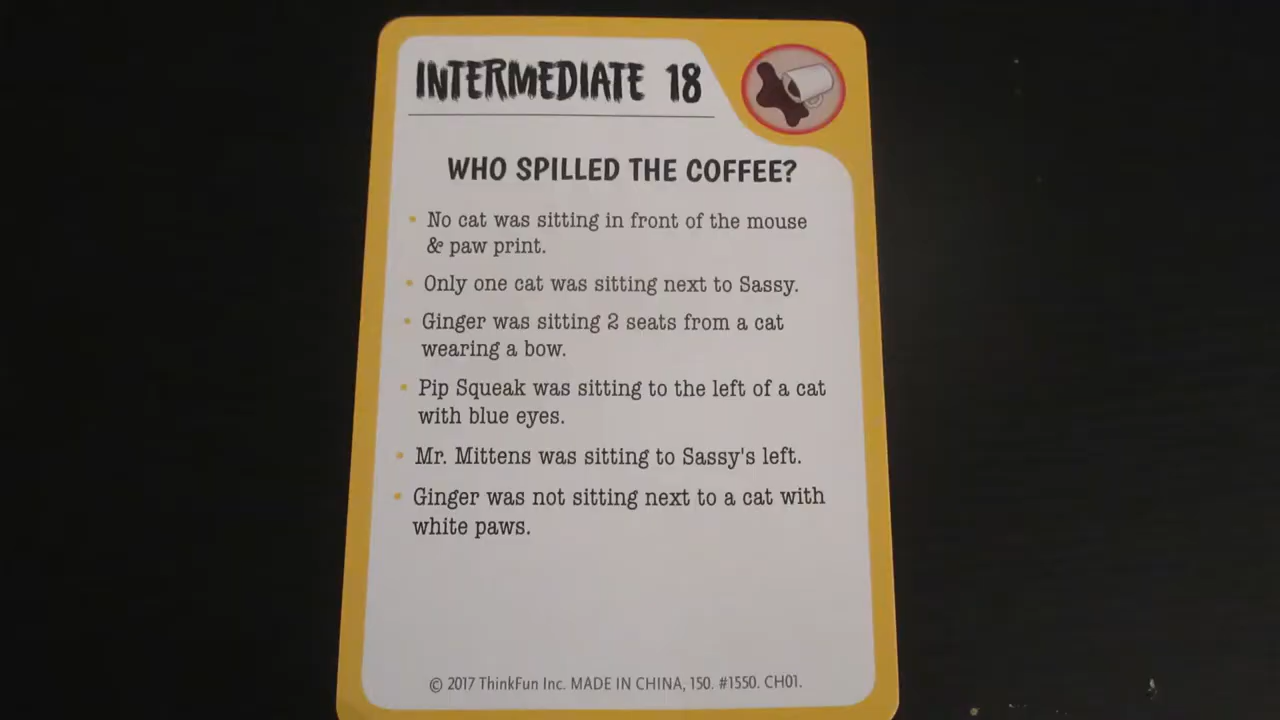 INTERMEDIATE 18
WHO SPILLED THE COFFEE?
• No cat was sitting in front of the mouse
& paw print.
• Only one cat was sitting next to Sassy.
• Ginger was sitting 2 seats from a cat
wearing a bow.
• Pip Squeak was sitting to the left of a cat
with blue eyes.
• Mr. Mittens was sitting to Sassy's left.
• Ginger was not sitting next to a cat with
white paws.
© 2017 ThinkFun Inc. MADE IN CHINA, 150. #1550. CH01.